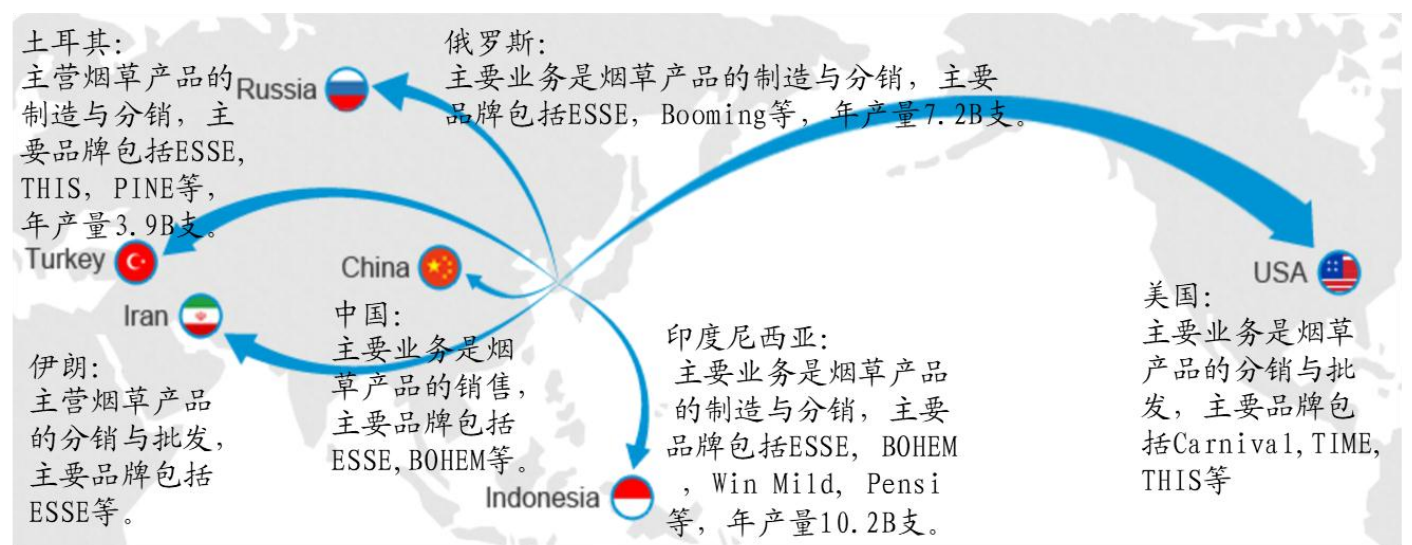 土耳其:
主营烟草产品的
制造与分销，主
要品牌包括ESSE,
THIS, PINE等，
年产量3.9B支。
Turkey
Russia
俄罗斯:
主要业务是烟草产品的制造与分销，主要
品牌包括ESSE, Booming等，年产量7.2B支。
Iran
伊朗:
主营烟草产品
的分销与批发，
主要品牌包括
ESSE等。
China
中国:
主要业务是烟
草产品的销售，
主要品牌包括
ESSE,BOHEM等。
Indonesia
印度尼西亚:
主要业务是烟草产品
的制造与分销，主要
品牌包括ESSE, BOHEM
, Win Mild, Pensi
等，年产量10.2B支。
USA
美国:
主要业务是烟草
产品的分销与批
发，主要品牌包
括Carnival,TIME,
THIS等